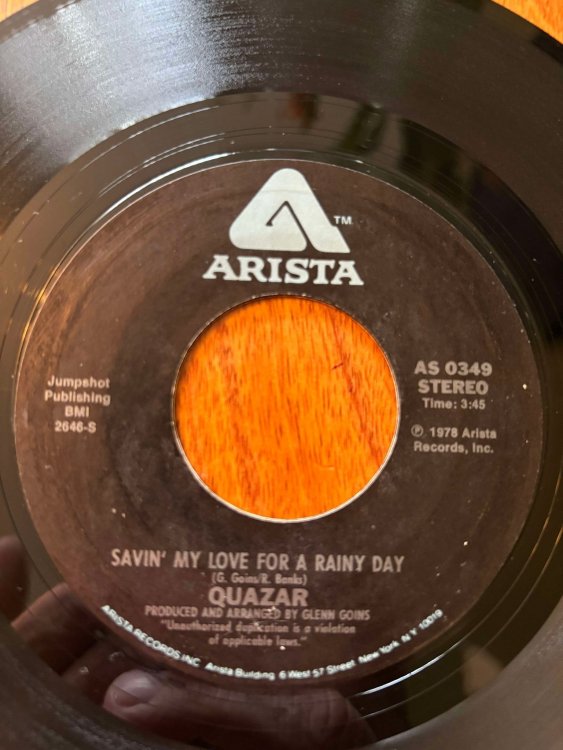 TM
ARISTA
Jumpshot
Publishing
BMI
2646-S
AS 0349
STEREO
Time: 3:45
℗ 1978 Arista
Records, Inc.
SAVIN' MY LOVE FOR A RAINY DAY
(G. Goins/R. Banks)
QUAZAR
PRODUCED AND ARRANGED BY GLENN GOINS
"Unauthorized duplication is a violation
of applicable laws."
ARISTA RECORDS INC Arista Building 6 West 57 Street New York N Y 10019